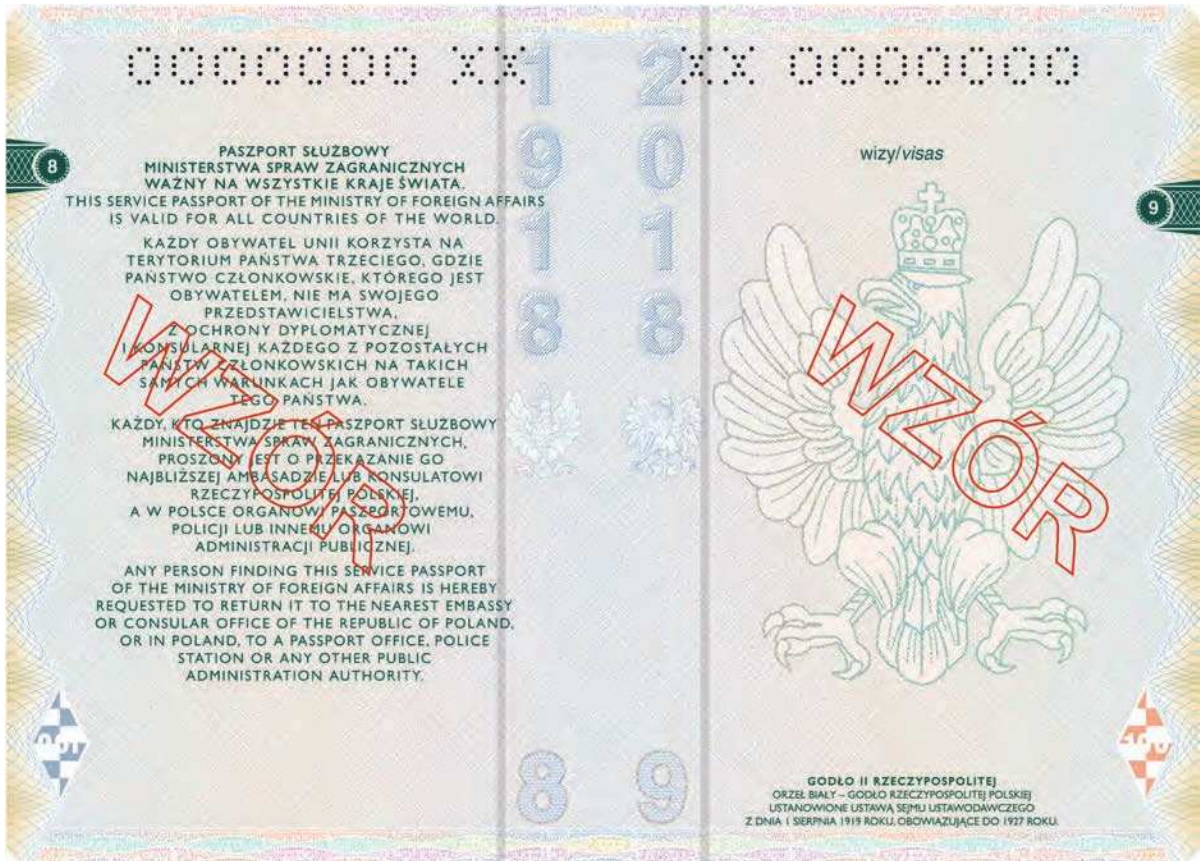 0000000 XX
8
PASZPORT SŁUŻBOWY
MINISTERSTWA SPRAW ZAGRANICZNYCH
WAŻNY NA WSZYSTKIE KRAJE ŚWIATA.
THIS SERVICE PASSPORT OF THE MINISTRY OF FOREIGN AFFAIRS
IS VALID FOR ALL COUNTRIES OF THE WORLD.
KAŻDY OBYWATEL UNII KORZYSTA NA
TERYTORIUM PAŃSTWA TRZECIEGO, GDZIE
PAŃSTWO CZŁONKOWSKIE, KTÓREGO JEST
OBYWATELEM, NIE MA SWOJEGO
PRZEDSTAWICIELSTWA,
Z OCHRONY DYPLOMATYCZNEJ
I KONSULARNEJ KAŻDEGO Z POZOSTAŁYCH
PAŃSTW CZŁONKOWSKICH NA TAKICH
SAMYCH WARUNKACH JAK OBYWATELE
TEGO PAŃSTWA.
KAŻDY, KTO ZNAJDZIE TEN PASZPORT SŁUŻBOWY
MINISTERSTWA SPRAW ZAGRANICZNYCH,
PROSZONY JEST O PRZEKAZANIE GO
NAJBLIŻSZEJ AMBASADZIE LUB KONSULATOWI
RZECZYPOSPOLITEJ POLSKIEJ,
A W POLSCE ORGANOWI PASZPORTOWEMU,
POLICJI LUB INNEMU ORGANOWI
ADMINISTRACJI PUBLICZNEJ.
ANY PERSON FINDING THIS SERVICE PASSPORT
OF THE MINISTRY OF FOREIGN AFFAIRS IS HEREBY
REQUESTED TO RETURN IT TO THE NEAREST EMBASSY
OR CONSULAR OFFICE OF THE REPUBLIC OF POLAND,
OR IN POLAND, TO A PASSPORT OFFICE, POLICE
STATION OR ANY OTHER PUBLIC
ADMINISTRATION AUTHORITY.
WZÓR
1918
8
XX 0000000
2018
9
wizy/visas
9
WZÓR
GODŁO II RZECZYPOSPOLITEJ
ORZEŁ BIAŁY – GODŁO RZECZYPOSPOLITEJ POLSKIEJ
USTANOWIONE USTAWĄ SEJMU USTAWODAWCZEGO
Z DNIA 1 SIERPNIA 1919 ROKU, OBOWIĄZUJĄCE DO 1927 ROKU.